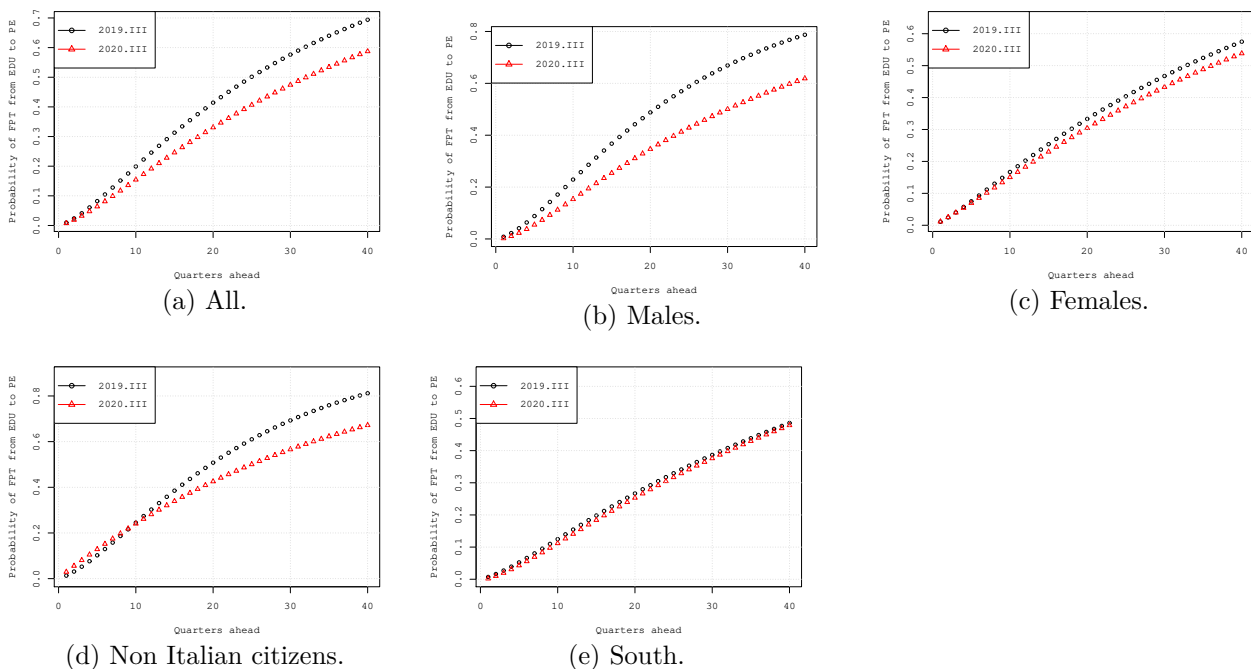 Probability of FPT from EDU to PE
0.0 0.1 0.2 0.3 0.4 0.5 0.6 0.7
2019.III
2020.III
0 10 20 30 40
Quarters ahead
(a) All.
Probability of FPT from EDU to PE
0.0 0.2 0.4 0.6 0.8
2019.III
2020.III
0 10 20 30 40
Quarters ahead
(b) Males.
Probability of FPT from EDU to PE
0.0 0.1 0.2 0.3 0.4 0.5 0.6
2019.III
2020.III
0 10 20 30 40
Quarters ahead
(c) Females.
Probability of FPT from EDU to PE
0.0 0.2 0.4 0.6 0.8
2019.III
2020.III
0 10 20 30 40
Quarters ahead
(d) Non Italian citizens.
Probability of FPT from EDU to PE
0.0 0.1 0.2 0.3 0.4 0.5 0.6
2019.III
2020.III
0 10 20 30 40
Quarters ahead
(e) South.